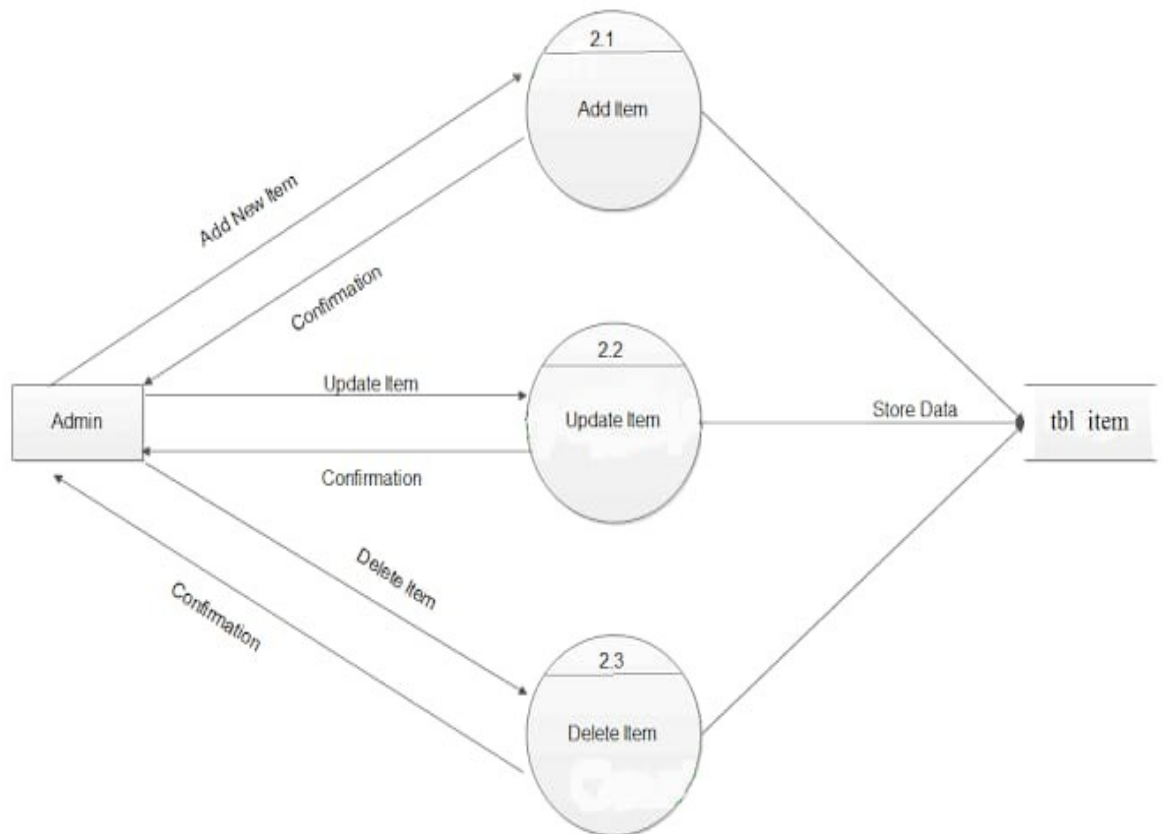 2.1
Add Item
Add New Item
Confirmation
2.2
Update Item
Admin
Update Item
Store Data
tbl item
Confirmation
Delete Item
Confirmation
2.3
Delete Item